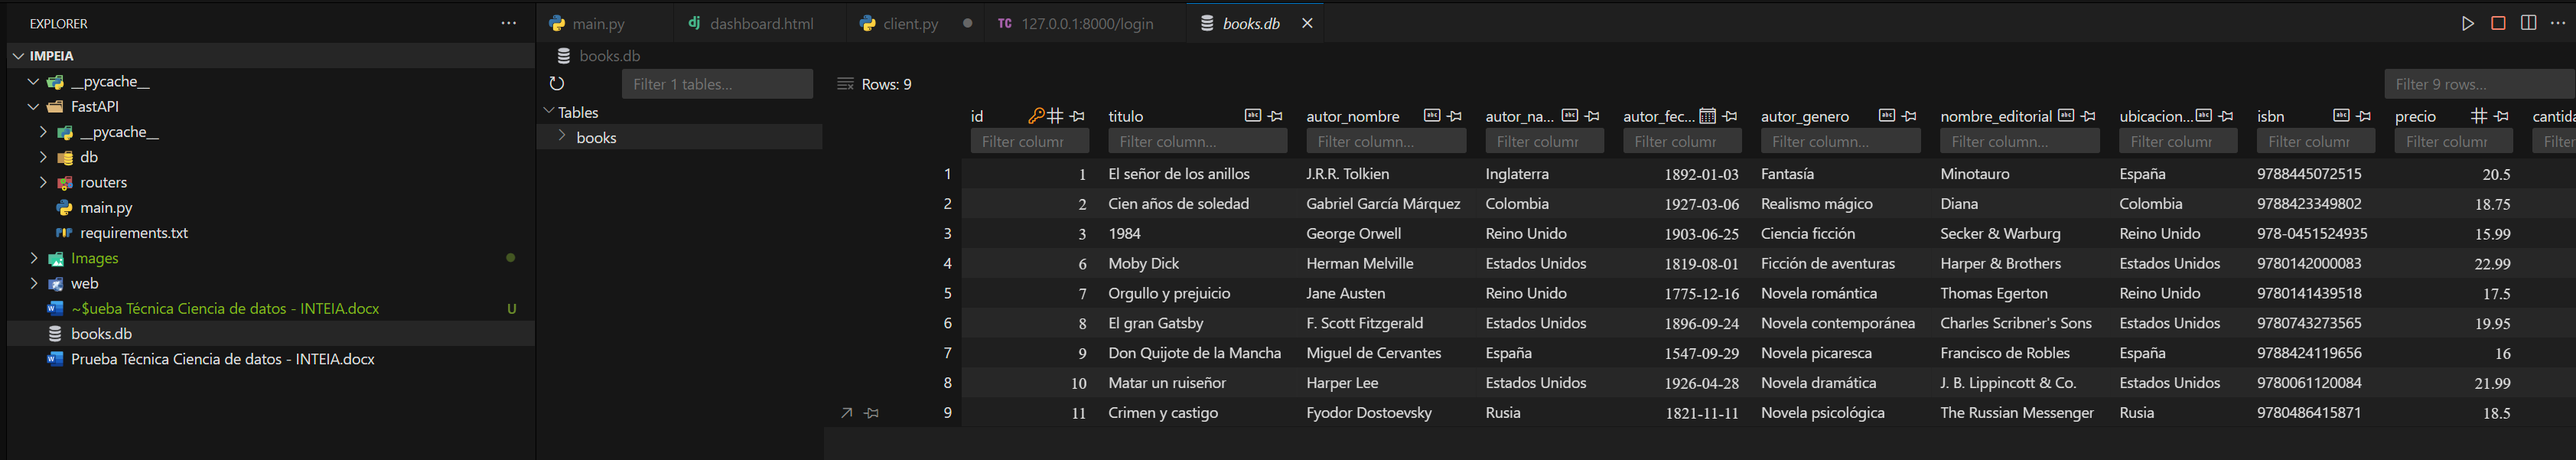 EXPLORER
IMPEIA
__pycache__
FastAPI
__pycache__
db
routers
main.py
requirements.txt
Images
web
~$ueba Técnica Ciencia de datos - INTEIA.docx U
books.db
Prueba Técnica Ciencia de datos - INTEIA.docx
main.py dj dashboard.html client.py TC 127.0.0.1:8000/login books.db
books.db
Filter 1 tables...
Tables
books
Rows: 9 Filter 9 rows...
id titulo autor_nombre autor_na... autor_fec... autor_genero nombre_editorial ubicacion... isbn precio cantida
Filter column Filter column... Filter column... Filter column Filter column Filter column... Filter column... Filter column Filter column Filter column Filter
1 1 El señor de los anillos J.R.R. Tolkien Inglaterra 1892-01-03 Fantasía Minotauro España 9788445072515 20.5
2 2 Cien años de soledad Gabriel García Márquez Colombia 1927-03-06 Realismo mágico Diana Colombia 9788423349802 18.75
3 3 1984 George Orwell Reino Unido 1903-06-25 Ciencia ficción Secker & Warburg Reino Unido 978-0451524935 15.99
4 6 Moby Dick Herman Melville Estados Unidos 1819-08-01 Ficción de aventuras Harper & Brothers Estados Unidos 9780142000083 22.99
5 7 Orgullo y prejuicio Jane Austen Reino Unido 1775-12-16 Novela romántica Thomas Egerton Reino Unido 9780141439518 17.5
6 8 El gran Gatsby F. Scott Fitzgerald Estados Unidos 1896-09-24 Novela contemporánea Charles Scribner's Sons Estados Unidos 9780743273565 19.95
7 9 Don Quijote de la Mancha Miguel de Cervantes España 1547-09-29 Novela picaresca Francisco de Robles España 9788424119656 16
8 10 Matar un ruiseñor Harper Lee Estados Unidos 1926-04-28 Novela dramática J. B. Lippincott & Co. Estados Unidos 9780061120084 21.99
9 11 Crimen y castigo Fyodor Dostoevsky Rusia 1821-11-11 Novela psicológica The Russian Messenger Rusia 9780486415871 18.5